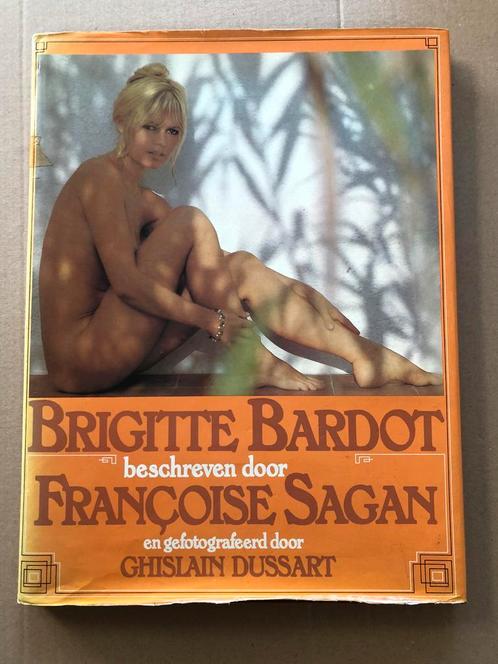 BRIGITTE BARDOT
beschreven door
FRANÇOISE SAGAN
en gefotografeerd door
GHISLAIN DUSSART